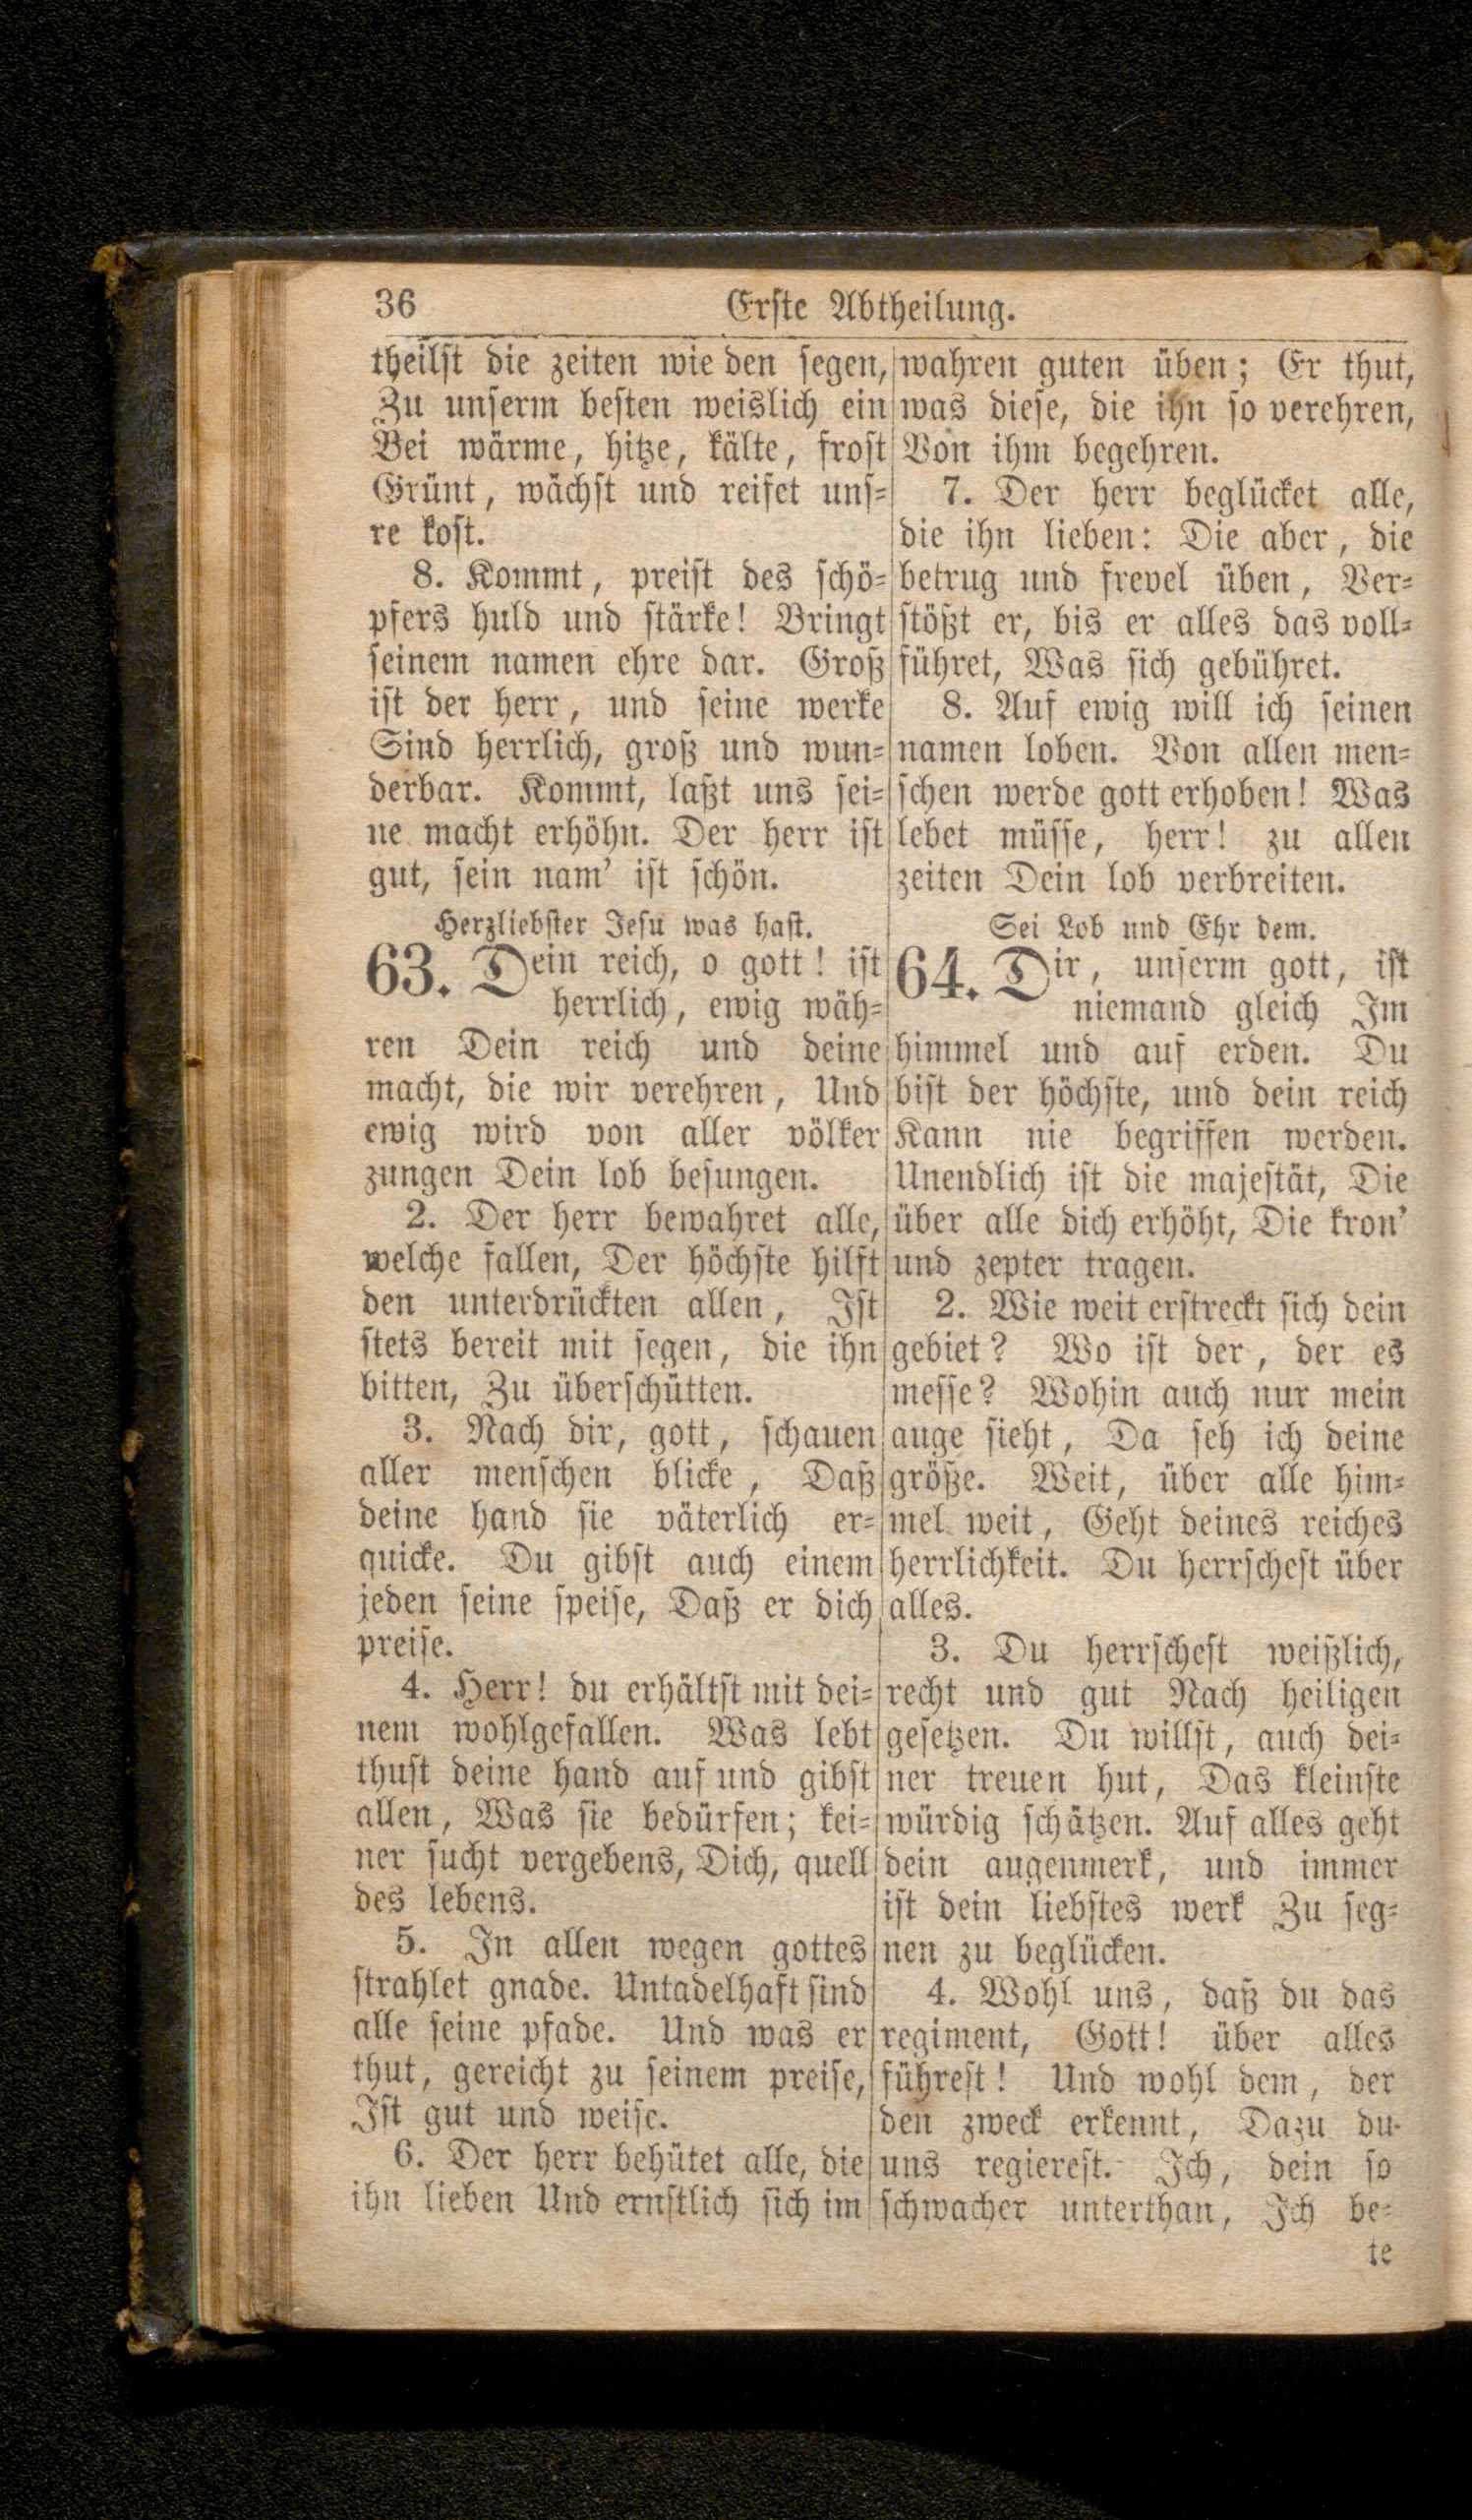 36
Erste Abtheilung.
theilst die zeiten wie den segen,
Zu unserm besten weislich ein
Bei wärme, hitze, kälte, frost
Grünt, wächst und reifet uns-
re kost.
8. Kommt, preist des schö-
pfers huld und stärke! Bringt
seinem namen ehre dar. Groß
ist der herr, und seine werke
Sind herrlich, groß und wun-
derbar. Kommt, laßt uns sei-
ne macht erhöhn. Der herr ist
gut, sein nam' ist schön.
Herzliebster Jesu was hast.
63. Dein reich, o gott! ist
herrlich, ewig wäh-
ren Dein reich und deine
macht, die wir verehren, Und
ewig wird von aller völker
zungen Dein lob besungen.
2. Der herr bewahret alle,
welche fallen, Der höchste hilft
den unterdrückten allen, Ist
stets bereit mit segen, die ihn
bitten, Zu überschütten.
3. Nach dir, gott, schauen
aller menschen blicke, Daß
deine hand sie väterlich er-
quicke. Du gibst auch einem
jeden seine speise, Daß er dich
preise.
4. Herr! du erhältst mit dei-
nem wohlgefallen. Was lebt
thust deine hand auf und gibst
allen, Was sie bedürfen; kei-
ner sucht vergebens, Dich, quell
des lebens.
5. In allen wegen gottes
strahlet gnade. Untadelhaft sind
alle seine pfade. Und was er
thut, gereicht zu seinem preise,
Ist gut und weise.
6. Der herr behütet alle, die
ihn lieben Und ernstlich sich im
wahren guten üben; Er thut,
was diese, die ihn so verehren,
Von ihm begehren.
7. Der herr beglücket alle,
die ihn lieben: Die aber, die
betrug und frevel üben, Ver-
stößt er, bis er alles das voll-
führet, Was sich gebühret.
8. Auf ewig will ich seinen
namen loben. Von allen men-
schen werde gott erhoben! Was
lebet müsse, herr! zu allen
zeiten Dein lob verbreiten.
Sei Lob und Ehr dem.
64. Dir, unserm gott, ist
niemand gleich Im
himmel und auf erden. Du
bist der höchste, und dein reich
Kann nie begriffen werden.
Unendlich ist die majestät, Die
über alle dich erhöht, Die kron'
und zepter tragen.
2. Wie weit erstreckt sich dein
gebiet? Wo ist der, der es
messe? Wohin auch nur mein
auge sieht, Da seh ich deine
größe. Weit, über alle him-
mel weit, Geht deines reiches
herrlichkeit. Du herrschest über
alles.
3. Du herrschest weißlich,
recht und gut Nach heiligen
gesetzen. Du willst, auch dei-
ner treuen hut, Das kleinste
würdig schätzen. Auf alles geht
dein augenmerk, und immer
ist dein liebstes werk Zu seg-
nen zu beglücken.
4. Wohl uns, daß du das
regiment, Gott! über alles
führest! Und wohl dem, der
den zweck erkennt, Dazu du
uns regierest. Ich, dein so
schwacher unterthan, Ich be-
te